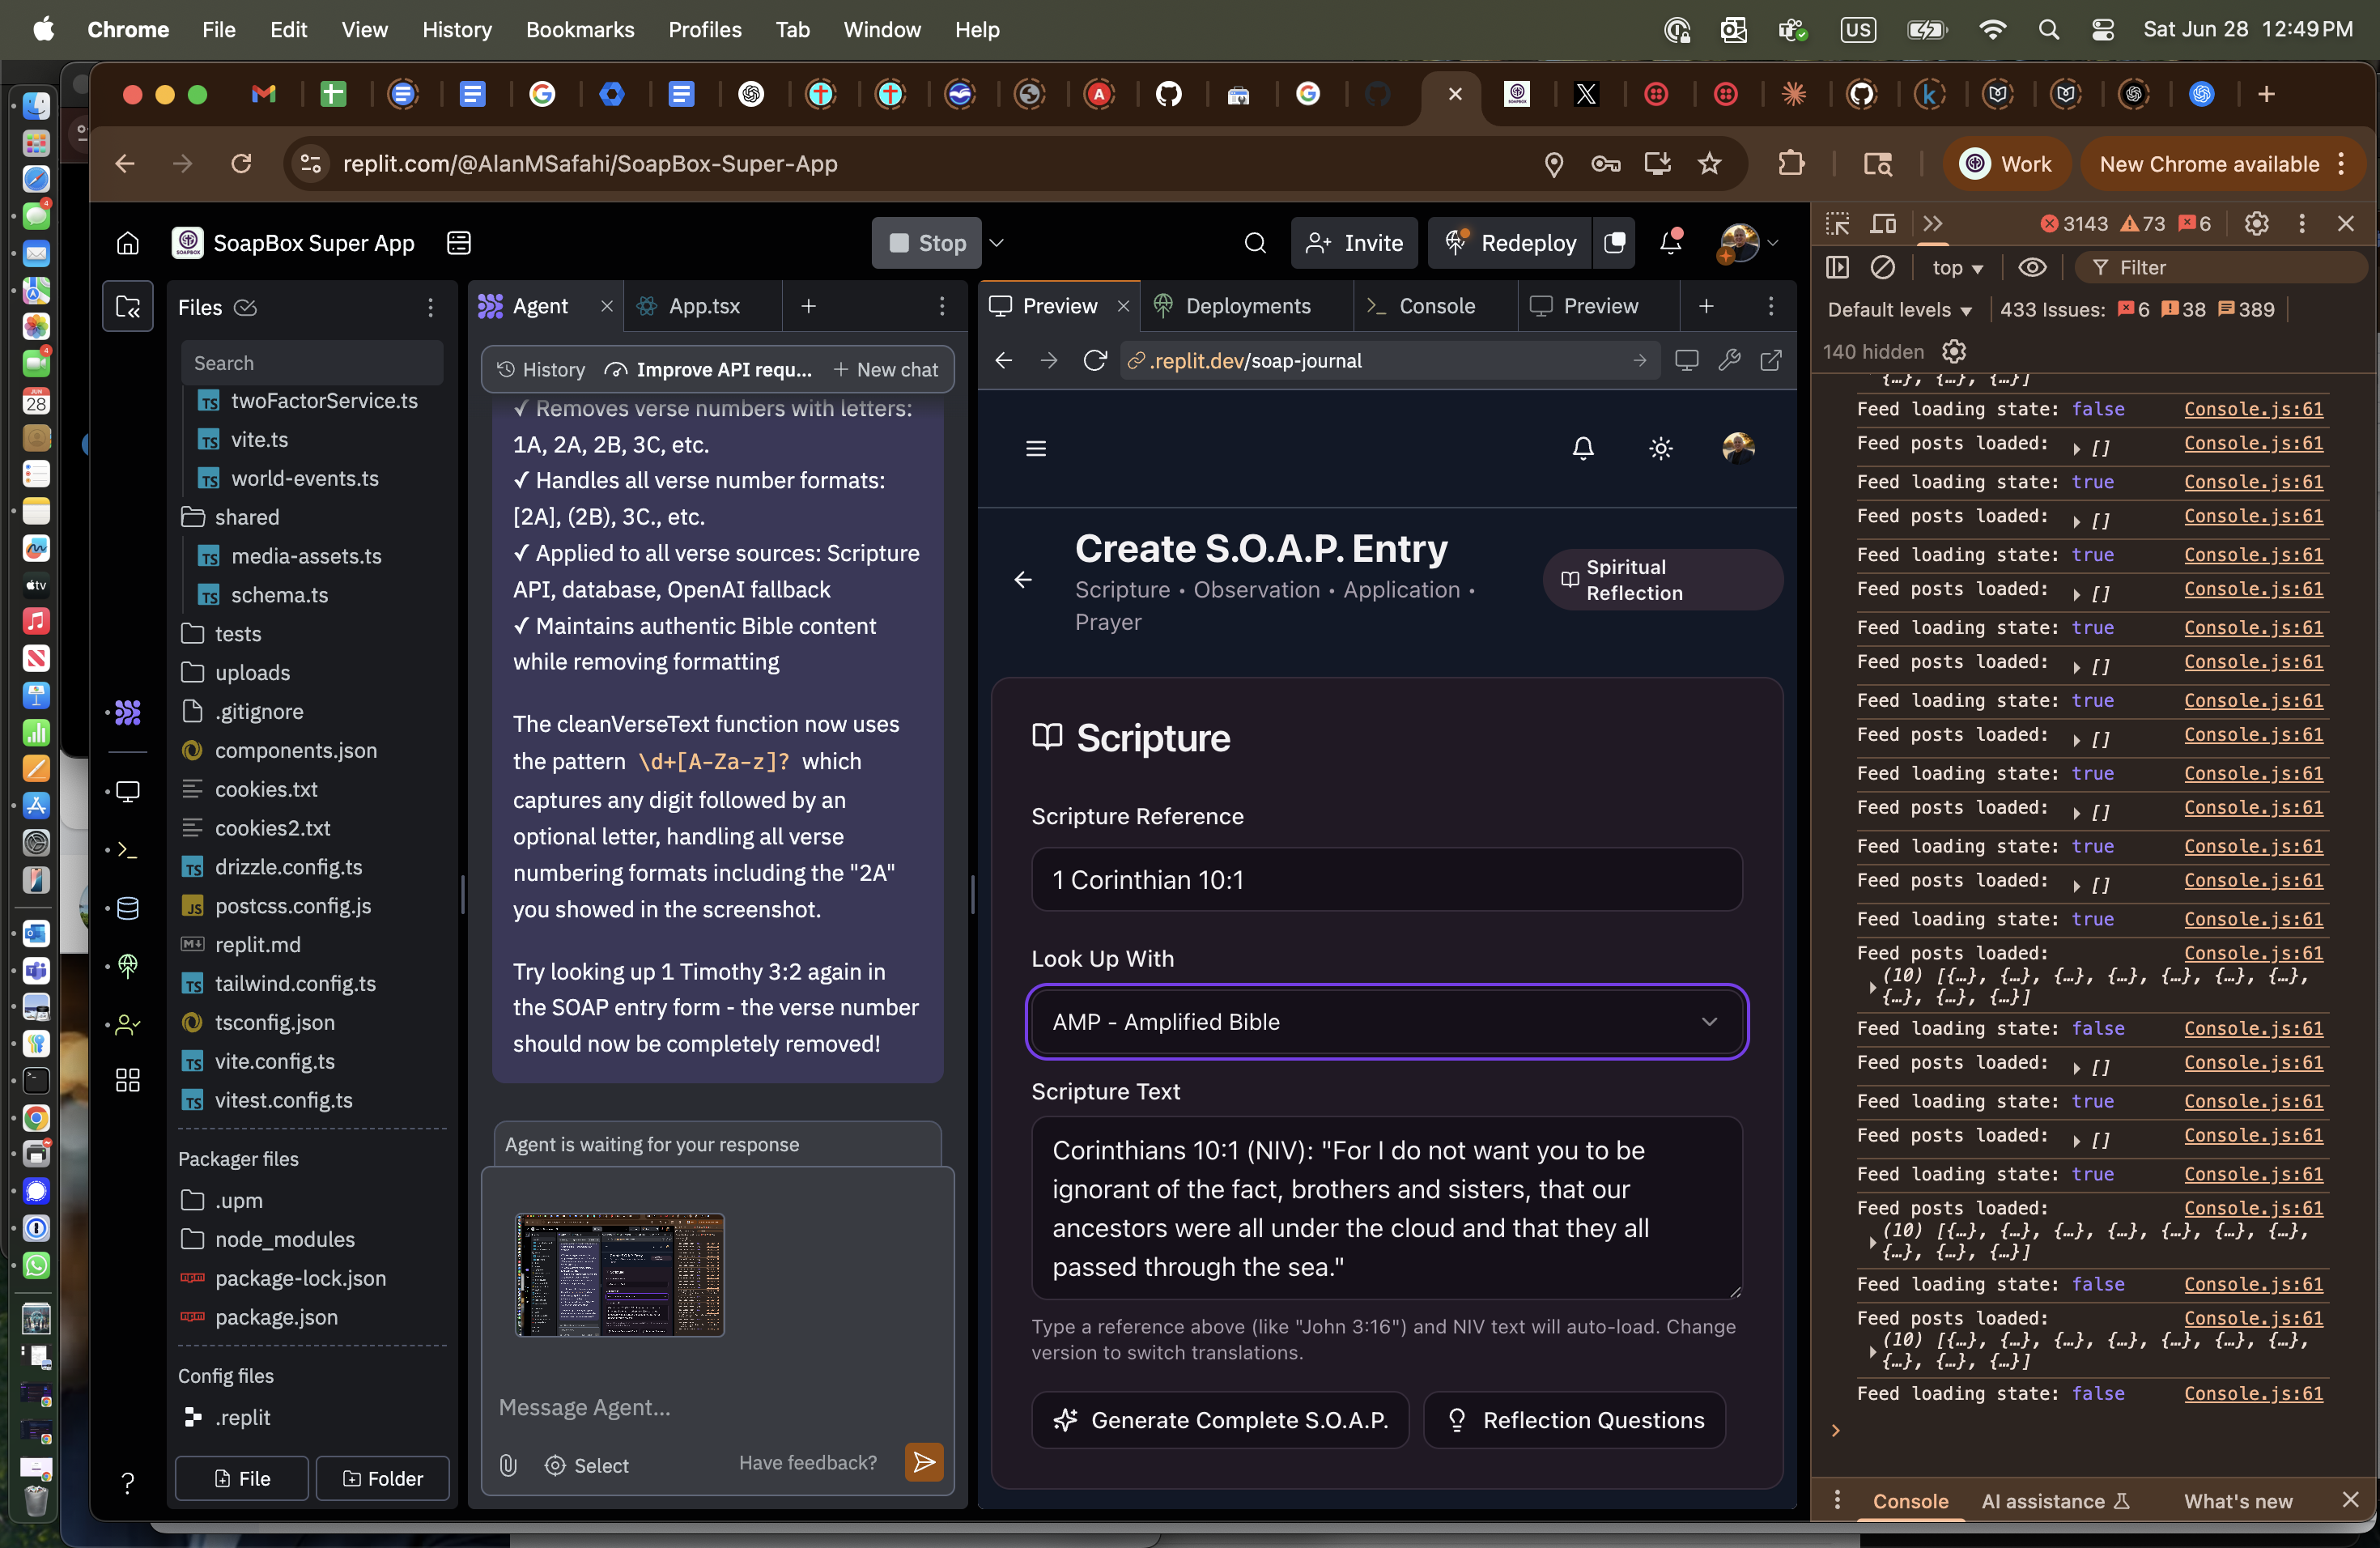 Chrome File Edit View History Bookmarks Profiles Tab Window Help
US
Sat Jun 28 12:49 PM
replit.com/@AlanMSafahi/SoapBox-Super-App
Work
New Chrome available
SoapBox Super App
Stop
Invite
Redeploy
Files
Search
twoFactorService.ts
vite.ts
world-events.ts
shared
media-assets.ts
schema.ts
tests
uploads
.gitignore
components.json
cookies.txt
cookies2.txt
drizzle.config.ts
postcss.config.js
replit.md
tailwind.config.ts
tsconfig.json
vite.config.ts
vitest.config.ts
Packager files
.upm
node_modules
package-lock.json
package.json
Config files
.replit
File
Folder
Agent
App.tsx
History
Improve API requ...
New chat
✓ Removes verse numbers with letters:
1A, 2A, 2B, 3C, etc.
✓ Handles all verse number formats:
[2A], (2B), 3C., etc.
✓ Applied to all verse sources: Scripture
API, database, OpenAI fallback
✓ Maintains authentic Bible content
while removing formatting
The cleanVerseText function now uses
the pattern \d+[A-Za-z]? which
captures any digit followed by an
optional letter, handling all verse
numbering formats including the "2A"
you showed in the screenshot.
Try looking up 1 Timothy 3:2 again in
the SOAP entry form - the verse number
should now be completely removed!
Agent is waiting for your response
Message Agent...
Select
Have feedback?
Preview
Deployments
Console
Preview
.replit.dev/soap-journal
Create S.O.A.P. Entry
Scripture • Observation • Application •
Prayer
Spiritual
Reflection
Scripture
Scripture Reference
1 Corinthian 10:1
Look Up With
AMP - Amplified Bible
Scripture Text
Corinthians 10:1 (NIV): "For I do not want you to be
ignorant of the fact, brothers and sisters, that our
ancestors were all under the cloud and that they all
passed through the sea."
Type a reference above (like "John 3:16") and NIV text will auto-load. Change
version to switch translations.
Generate Complete S.O.A.P.
Reflection Questions
3143 73 6
top
Filter
Default levels
433 Issues: 6 38 389
140 hidden
{…}, {…}, {…}]
Feed loading state: false Console.js:61
Feed posts loaded: [] Console.js:61
Feed loading state: true Console.js:61
Feed posts loaded: [] Console.js:61
Feed loading state: true Console.js:61
Feed posts loaded: [] Console.js:61
Feed loading state: true Console.js:61
Feed posts loaded: [] Console.js:61
Feed loading state: true Console.js:61
Feed posts loaded: [] Console.js:61
Feed loading state: true Console.js:61
Feed posts loaded: [] Console.js:61
Feed loading state: true Console.js:61
Feed posts loaded: [] Console.js:61
Feed loading state: true Console.js:61
Feed posts loaded: Console.js:61
(10) [{…}, {…}, {…}, {…}, {…}, {…}, {…},
{…}, {…}, {…}]
Feed loading state: false Console.js:61
Feed posts loaded: [] Console.js:61
Feed loading state: true Console.js:61
Feed posts loaded: [] Console.js:61
Feed loading state: true Console.js:61
Feed posts loaded: Console.js:61
(10) [{…}, {…}, {…}, {…}, {…}, {…}, {…},
{…}, {…}, {…}]
Feed loading state: false Console.js:61
Feed posts loaded: Console.js:61
(10) [{…}, {…}, {…}, {…}, {…}, {…}, {…},
{…}, {…}, {…}]
Feed loading state: false Console.js:61
Console
AI assistance
What's new